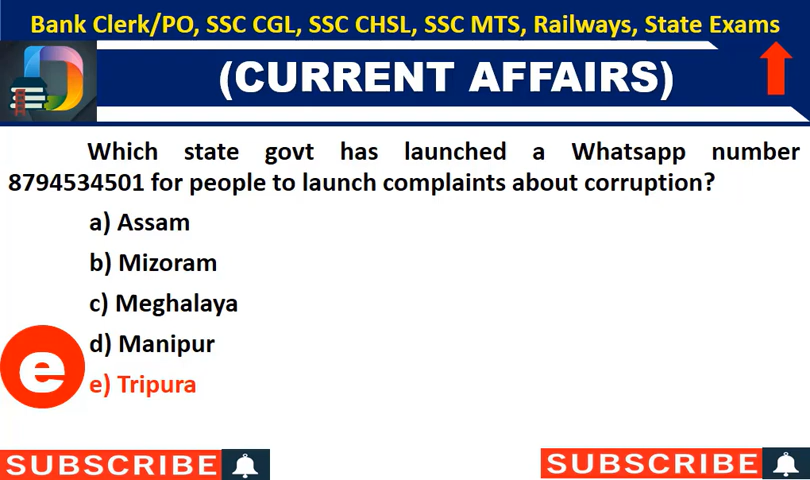 Bank Clerk/PO, SSC CGL, SSC CHSL, SSC MTS, Railways, State Exams
(CURRENT AFFAIRS)
Which state govt has launched a Whatsapp number
8794534501 for people to launch complaints about corruption?
a) Assam
b) Mizoram
c) Meghalaya
d) Manipur
e
e) Tripura
SUBSCRIBE
SUBSCRIBE